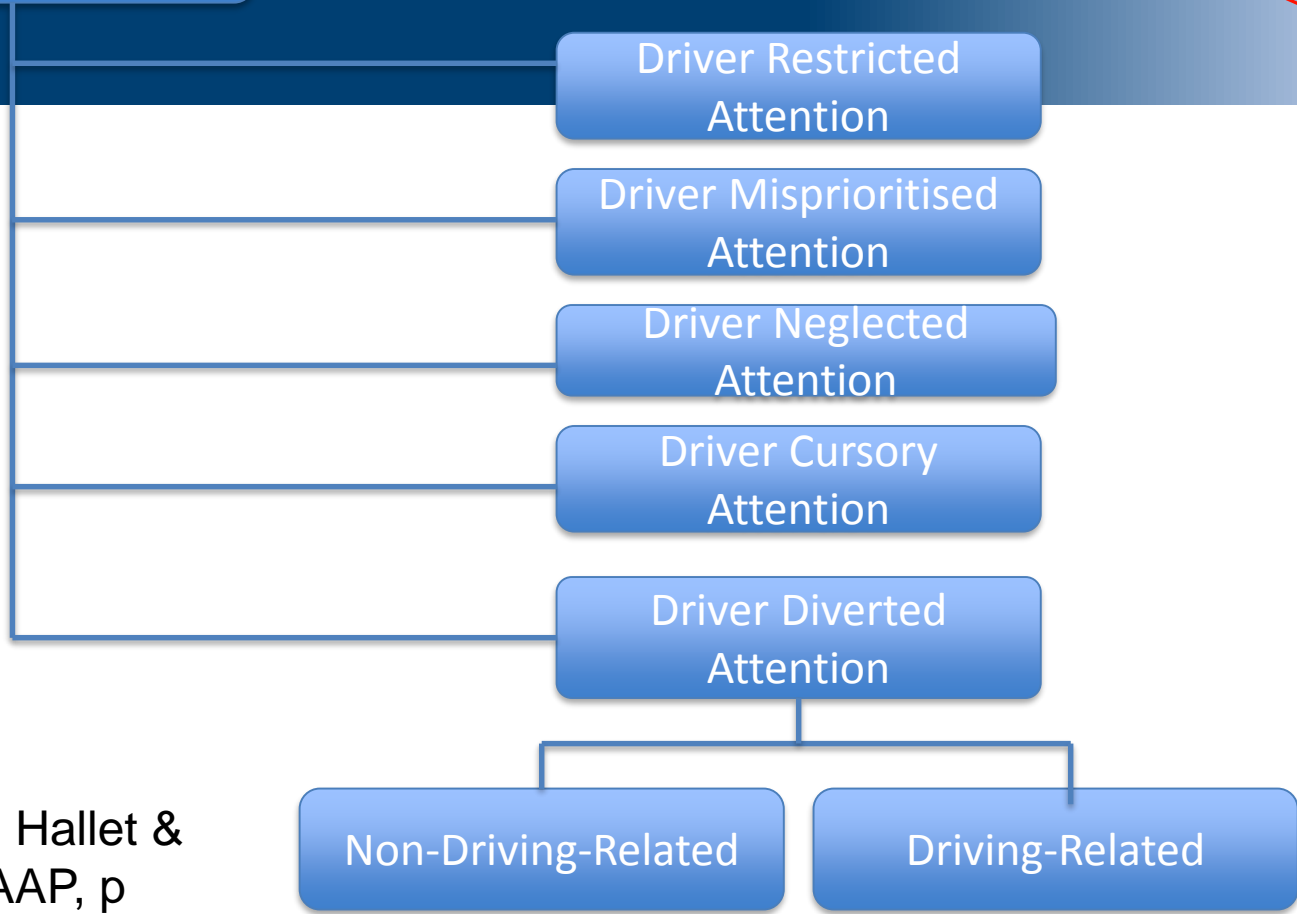 Driver Restricted
Attention
Driver Misprioritised
Attention
Driver Neglected
Attention
Driver Cursory
Attention
Driver Diverted
Attention
Non-Driving-Related
Driving-Related
Hallet &
AAP, p